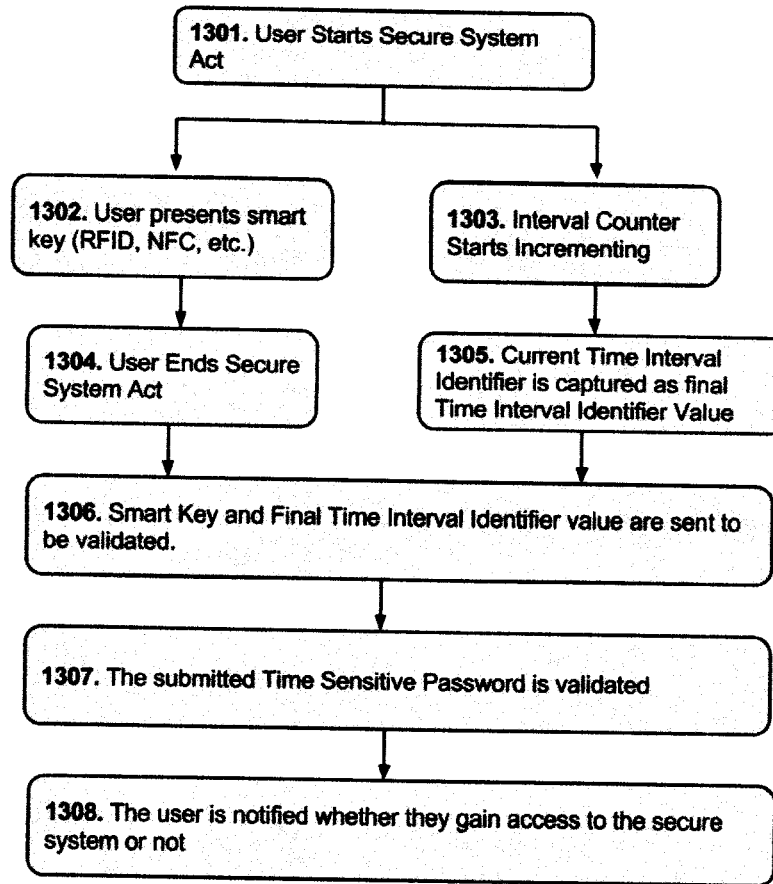 1301. User Starts Secure System
Act
1302. User presents smart
key (RFID, NFC, etc.)
1303. Interval Counter
Starts Incrementing
1304. User Ends Secure
System Act
1305. Current Time Interval
Identifier is captured as final
Time Interval Identifier Value
1306. Smart Key and Final Time Interval Identifier value are sent to
be validated.
1307. The submitted Time Sensitive Password is validated
1308. The user is notified whether they gain access to the secure
system or not